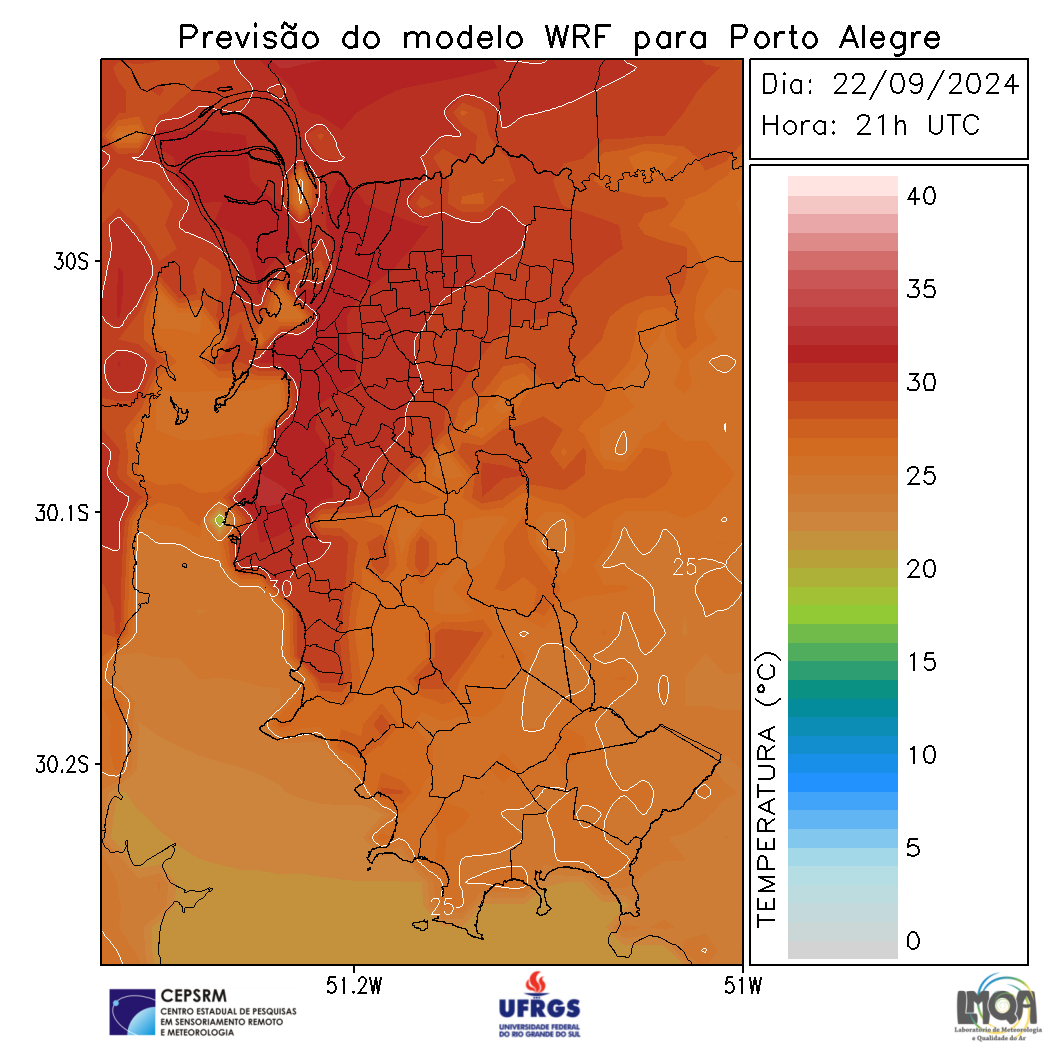 Previsão do modelo WRF para Porto Alegre
Dia: 22/09/2024
Hora: 21h UTC
30S
30.1S
30.2S
51.2W
51W
30
25
25
TEMPERATURA (°C)
40
35
30
25
20
15
10
5
0
CEPSRM
CENTRO ESTADUAL DE PESQUISAS
EM SENSORIAMENTO REMOTO
E METEOROLOGIA
UFRGS
UNIVERSIDADE FEDERAL
DO RIO GRANDE DO SUL
LMQA
Laboratório de Meteorologia
e Qualidade do Ar